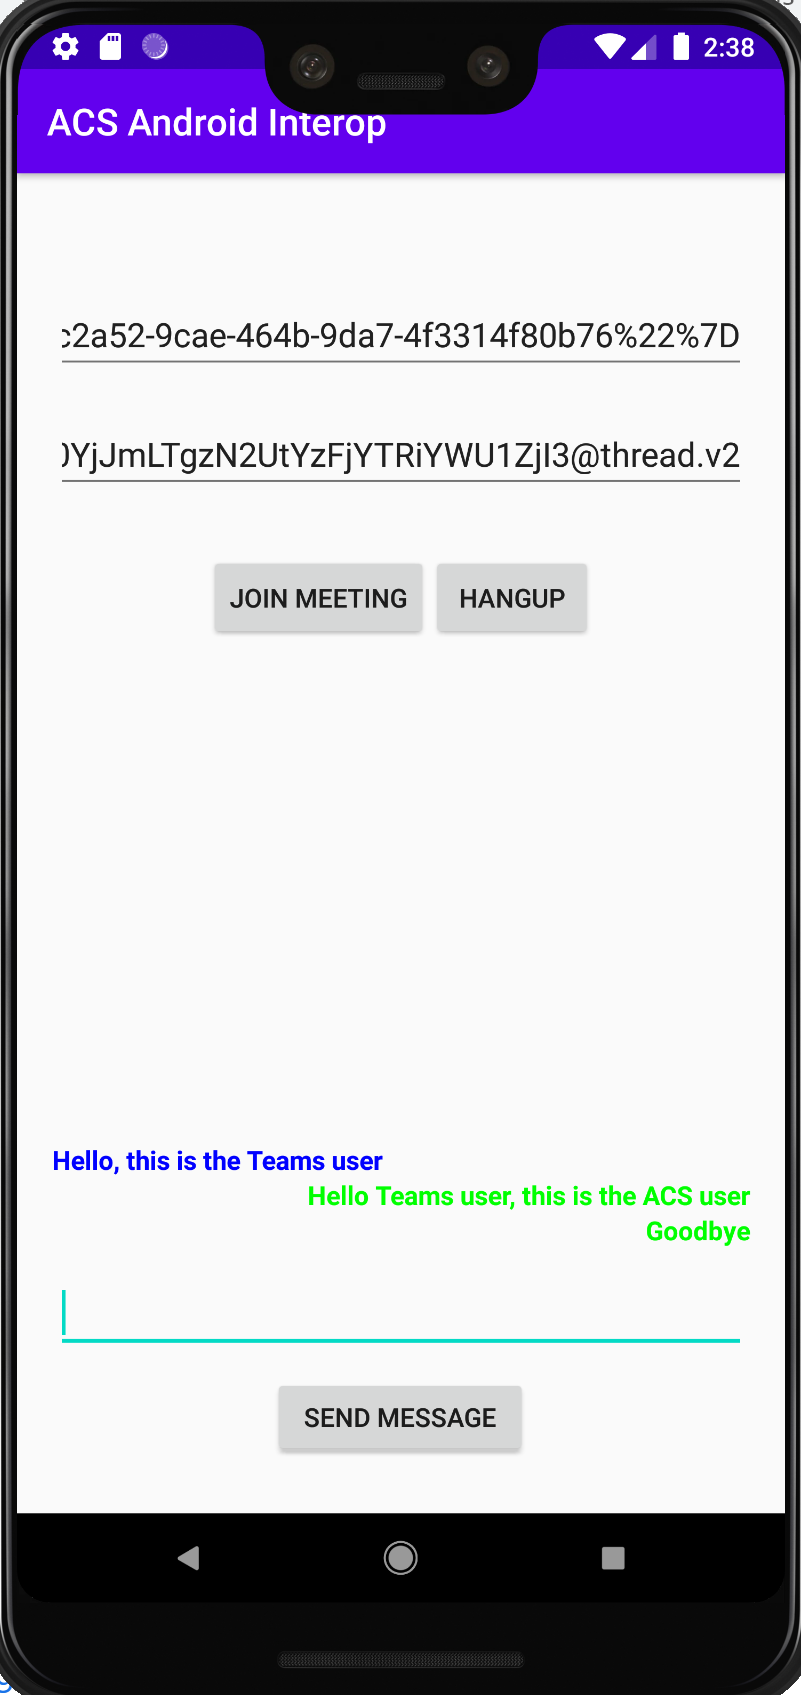 2:38
ACS Android Interop
c2a52-9cae-464b-9da7-4f3314f80b76%22%7D
YjJmLTgzN2UtYzFjYTRiYWU1ZjI3@thread.v2
JOIN MEETING HANGUP
Hello, this is the Teams user
Hello Teams user, this is the ACS user
Goodbye
SEND MESSAGE